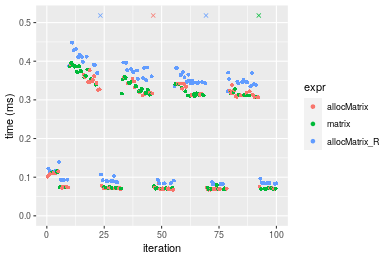 0.5
0.4
0.3
0.2
0.1
0.0
time (ms)
0
25
50
75
100
iteration
expr
allocMatrix
matrix
allocMatrix_R